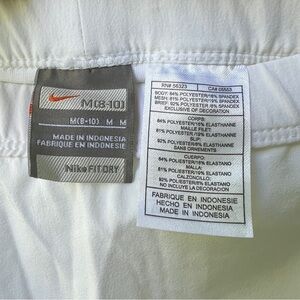 M(8-10)
M(8-10) M M
MADE IN INDONESIA
FABRIQUE EN INDONESIE
Nike FIT DRY
RN# 56323 CA# 05553
BODY: 84% POLYESTER/16% SPANDEX
MESH: 81% POLYESTER/19% SPANDEX
BRIEF: 92% POLYESTER/8% SPANDEX
EXCLUSIVE OF DECORATION
CORPS:
84% POLYESTER/16% ELASTHANNE
MAILLE FILET:
81% POLYESTER/19% ELASTHANNE
SLIP:
92% POLYESTER/8% ELASTHANNE
SANS ORNEMENTS
CUERPO:
84% POLIESTER/16% ELASTANO
MALLA:
81% POLIESTER/19% ELASTANO
CALZONCILLO:
92% POLIESTER/8% ELASTANO
NO INCLUYE LA DECORACION
FABRIQUE EN INDONESIE
HECHO EN INDONESIA
MADE IN INDONESIA